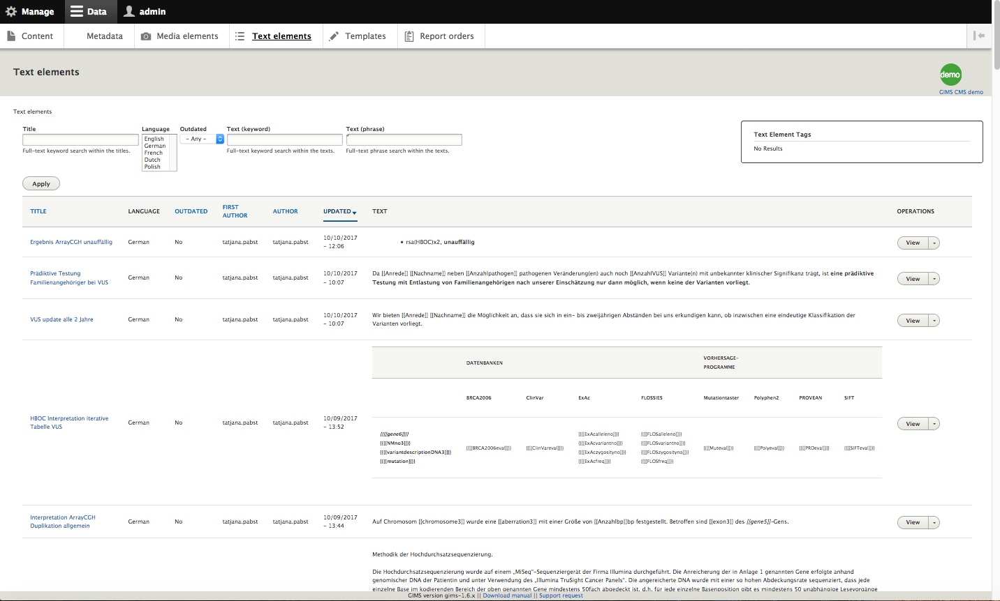 Manage Data admin
Content Metadata Media elements Text elements Templates Report orders
Text elements
demo
GIMS CMS demo
Text elements
Title Language Outdated Text (keyword) Text (phrase)
English
German
French
Dutch
Polish
- Any -
Full-text keyword search within the titles. Full-text keyword search within the texts. Full-text phrase search within the texts.
Text Element Tags
No Results
Apply
TITLE LANGUAGE OUTDATED FIRST AUTHOR AUTHOR UPDATED TEXT OPERATIONS
Ergebnis ArrayCGH unauffällig German No tatjana.pabst tatjana.pabst 10/10/2017 - 12:06 • rsa(HBOC)x2, unauffällig View
Prädiktive Testung
Familienangehöriger bei VUS
German No tatjana.pabst tatjana.pabst
10/10/2017
- 10:07
Da [[Anrede]] [[Nachname]] neben [[Anzahlpathogen]] pathogenen Veränderung(en) auch noch [[AnzahlVUS]] Variante(n) mit unbekannter klinischer Signifikanz trägt, ist eine prädiktive
Testung mit Entlastung von Familienangehörigen nach unserer Einschätzung nur dann möglich, wenn keine der Varianten vorliegt.
View
VUS update alle 2 Jahre German No tatjana.pabst tatjana.pabst
10/10/2017
- 10:07
Wir bieten [[Anrede]] [[Nachname]] die Möglichkeit an, dass sie sich in ein- bis zweijährigen Abständen bei uns erkundigen kann, ob inzwischen eine eindeutige Klassifikation der
Varianten vorliegt.
View
HBOC Interpretation iterative
Tabelle VUS
German No tatjana.pabst tatjana.pabst
10/09/2017
- 13:52
DATENBANKEN VORHERSAGE-
PROGRAMME
BRCA2006 ClinVar ExAc FLOSSIES Mutationtaster Polyphen2 PROVEAN SIFT
{{[[gene6]]}}
{{[[NMno3]]}}
{{[[variantdescriptionDNA3]]}}
{{[[mutation]]}}
{{[[BRCA2006eval]]}} {{[[ClinVareval]]}}
{{[[ExAcalleleno]]}}
{{[[ExAcvariantno]]}}
{{[[ExAczygosityno]]}}
{{[[ExAcfreq]]}}
{{[[FLOSalleleno]]}}
{{[[FLOSvariantno]]}}
{{[[FLOSzygosityno]]}}
{{[[FLOSfreq]]}}
{{[[Muteval]]}} {{[[Polyeval]]}} {{[[PROeval]]}} {{[[SIFTeval]]}}
View
Interpretation ArrayCGH
Duplikation allgemein
German No tatjana.pabst tatjana.pabst
10/09/2017
- 13:44
Auf Chromosom [[chromosome3]] wurde eine [[aberration3]] mit einer Größe von [[Anzahlbp]]bp festgestellt. Betroffen sind [[exon3]] des [[gene5]]-Gens.
View
Methodik der Hochdurchsatzsequenzierung.
Die Hochdurchsatzsequenzierung wurde auf einem „MiSeq"-Sequenziergerät der Firma Illumina durchgeführt. Die Anreicherung der in Anlage 1 genannten Gene erfolgte anhand
genomischer DNA der Patientin und unter Verwendung des „Illumina TruSight Cancer Panels". Die angereicherte DNA wurde mit einer so hohen Abdeckungsrate sequenziert, dass jede
einzelne Base im kodierenden Bereich der oben genannten Gene mindestens 50fach abgedeckt ist, d.h. für jede einzelne Basenposition gibt es mindestens 50 unabhängige Lesevorgänge
GIMS version gims-1.6.x || Download manual || Support request